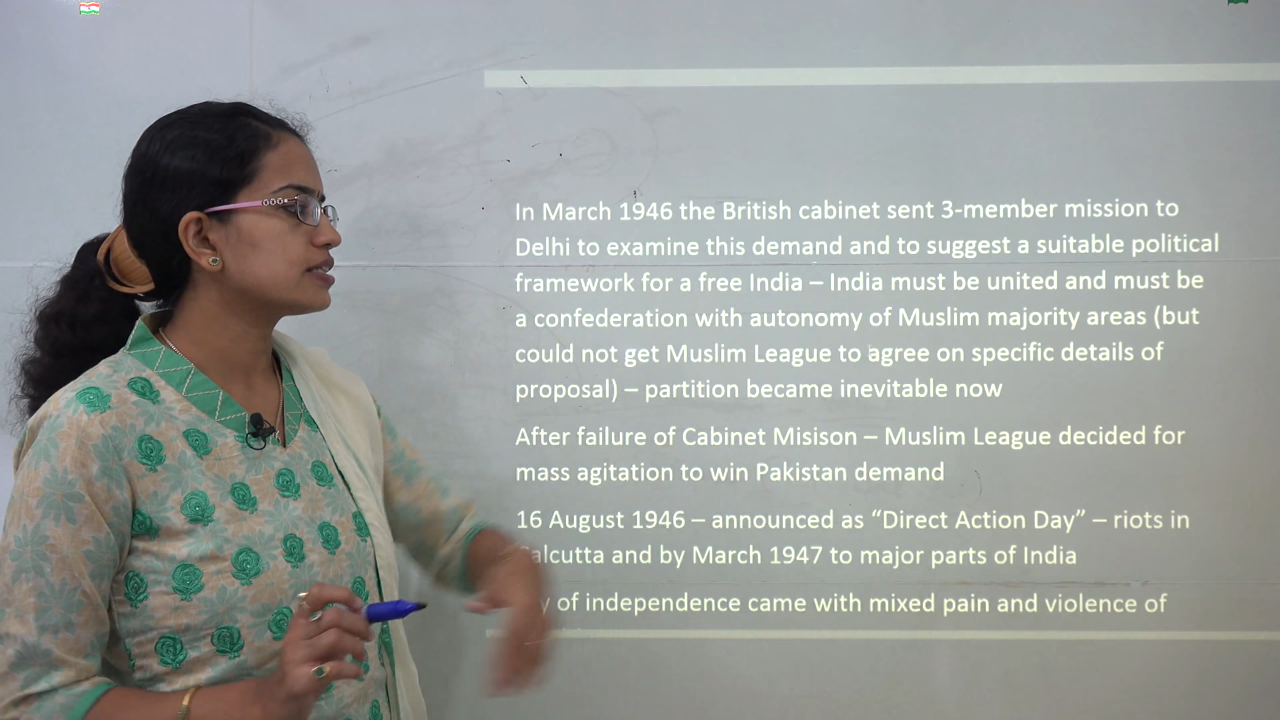 In March 1946 the British cabinet sent 3-member mission to
Delhi to examine this demand and to suggest a suitable political
framework for a free India – India must be united and must be
a confederation with autonomy of Muslim majority areas (but
could not get Muslim League to agree on specific details of
proposal) – partition became inevitable now
After failure of Cabinet Misison – Muslim League decided for
mass agitation to win Pakistan demand
16 August 1946 – announced as “Direct Action Day” – riots in
Calcutta and by March 1947 to major parts of India
of independence came with mixed pain and violence of